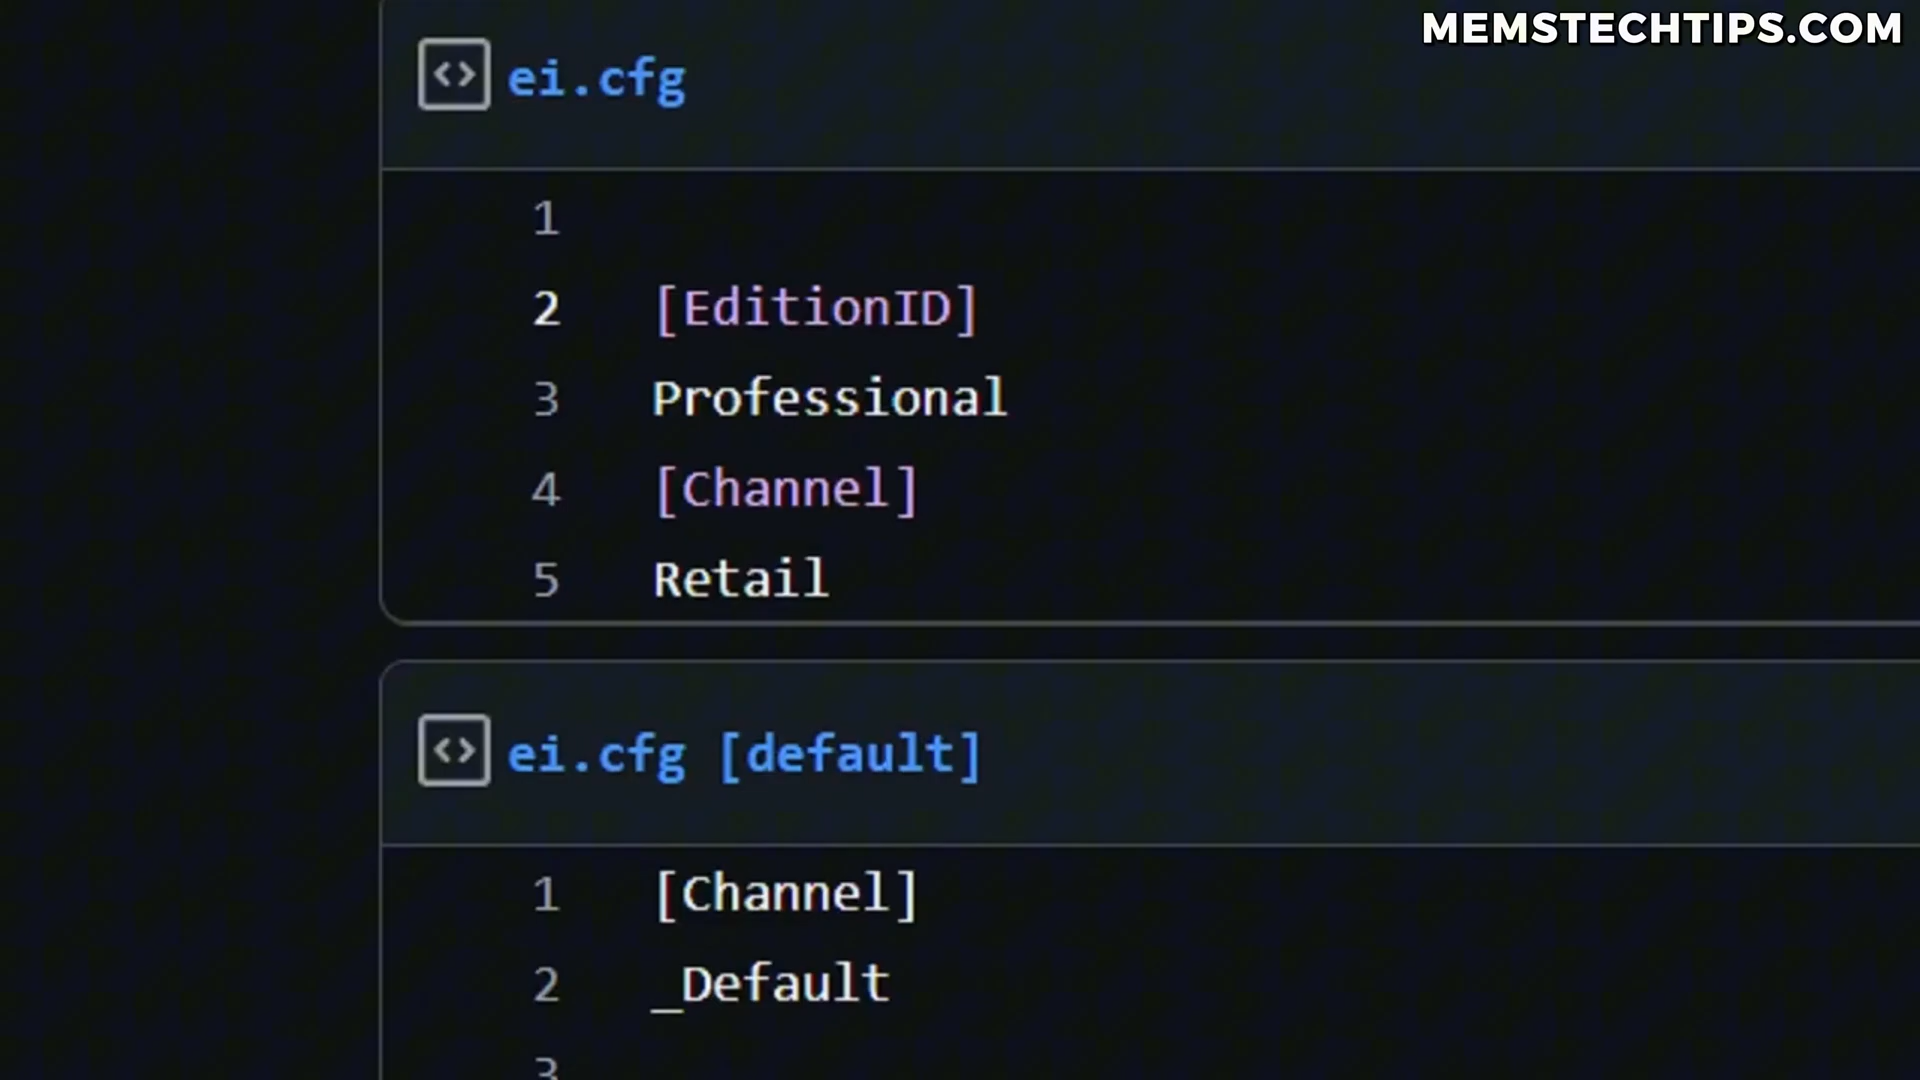 MEMSTECHTIPS.COM
ei.cfg
1
2 [EditionID]
3 Professional
4 [Channel]
5 Retail
ei.cfg [default]
1 [Channel]
2 _Default
3